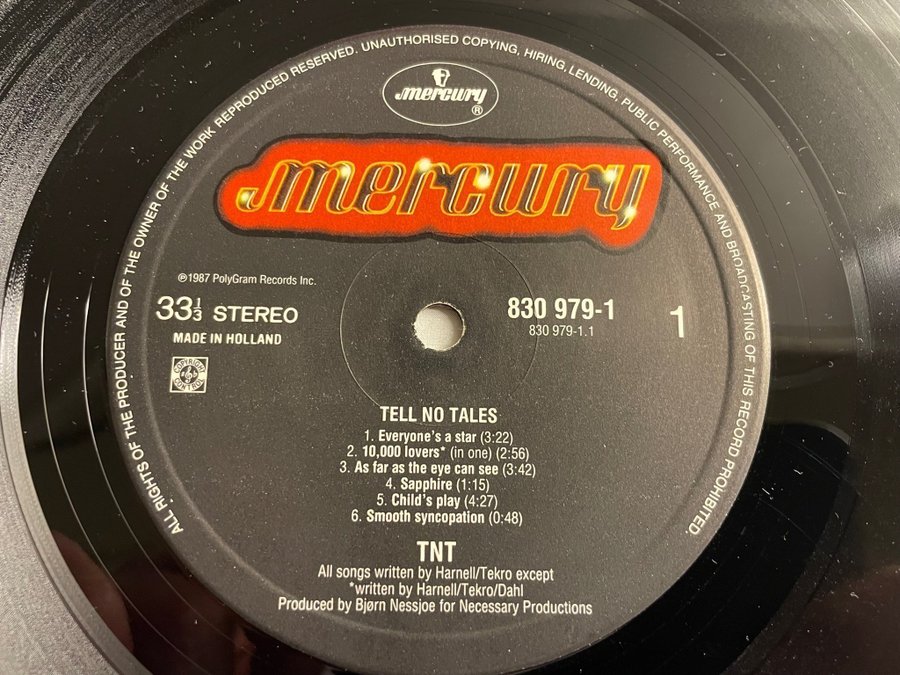 ALL RIGHTS OF THE PRODUCER AND OF THE OWNER OF THE WORK REPRODUCED RESERVED. UNAUTHORISED COPYING, HIRING, LENDING, PUBLIC PERFORMANCE AND BROADCASTING OF THIS RECORD PROHIBITED.
mercury
®
mercury
℗1987 PolyGram Records Inc.
33 1/3 STEREO
MADE IN HOLLAND
COPYRIGHT
CONTROL
830 979-1
830 979-1.1
1
TELL NO TALES
1. Everyone's a star (3:22)
2. 10,000 lovers* (in one) (2:56)
3. As far as the eye can see (3:42)
4. Sapphire (1:15)
5. Child's play (4:27)
6. Smooth syncopation (0:48)
TNT
All songs written by Harnell/Tekro except
*written by Harnell/Tekro/Dahl
Produced by Bjørn Nessjoe for Necessary Productions